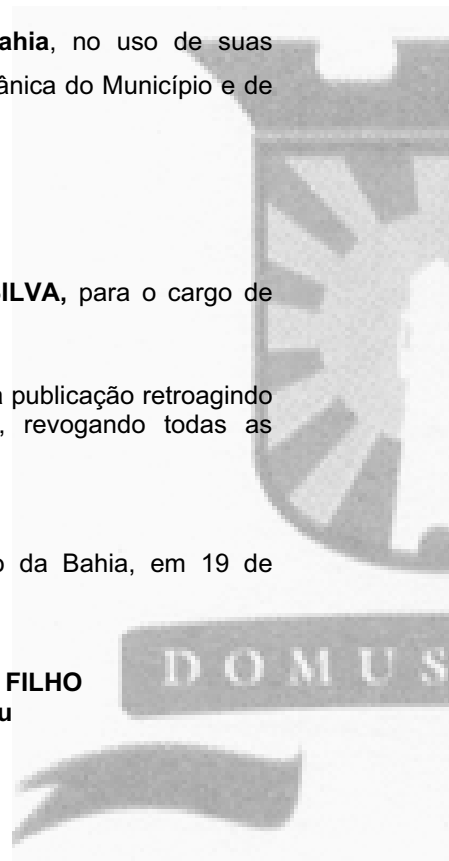 ahia, no uso de suas
ânica do Município e de
SILVA, para o cargo de
a publicação retroagindo
, revogando todas as
o da Bahia, em 19 de
FILHO
u
DOMUS